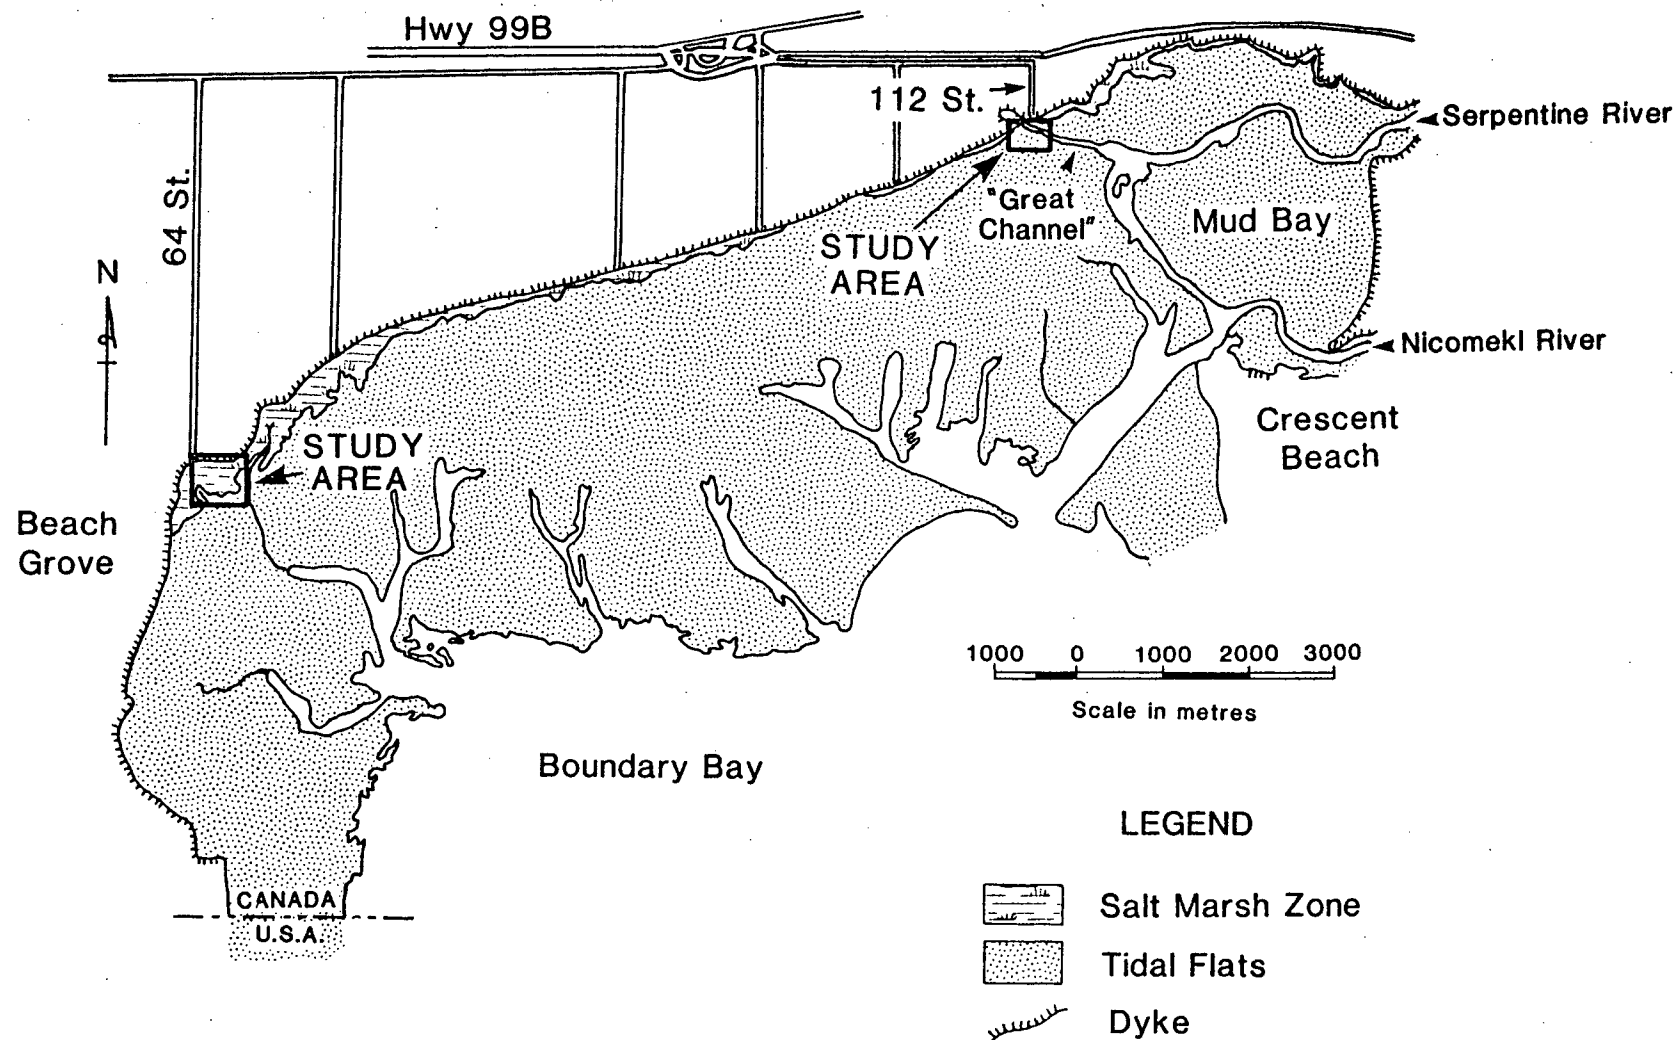 Hwy 99B
112 St.
Serpentine River
64 St.
"Great
Channel"
Mud Bay
STUDY
AREA
N
Nicomekl River
Crescent
Beach
STUDY
AREA
Beach
Grove
1000 0 1000 2000 3000
Scale in metres
Boundary Bay
LEGEND
CANADA
U.S.A.
Salt Marsh Zone
Tidal Flats
Dyke